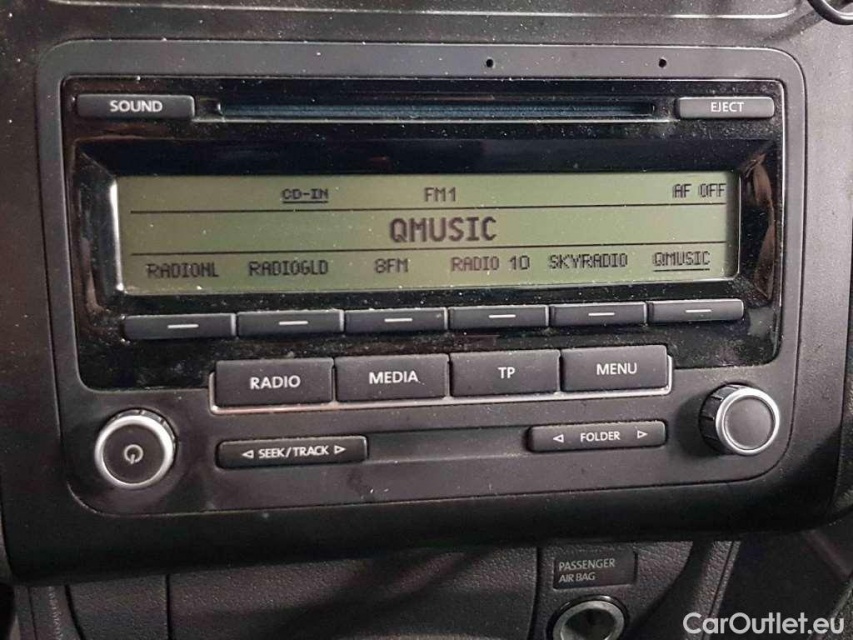 SOUND EJECT
CD-IN FM1 AF OFF
QMUSIC
RADIONL RADIOGLD 8FM RADIO 10 SKYRADIO QMUSIC
RADIO MEDIA TP MENU
◁ SEEK/TRACK ▷ ◁ FOLDER ▷
PASSENGER
AIR BAG
CarOutlet.eu